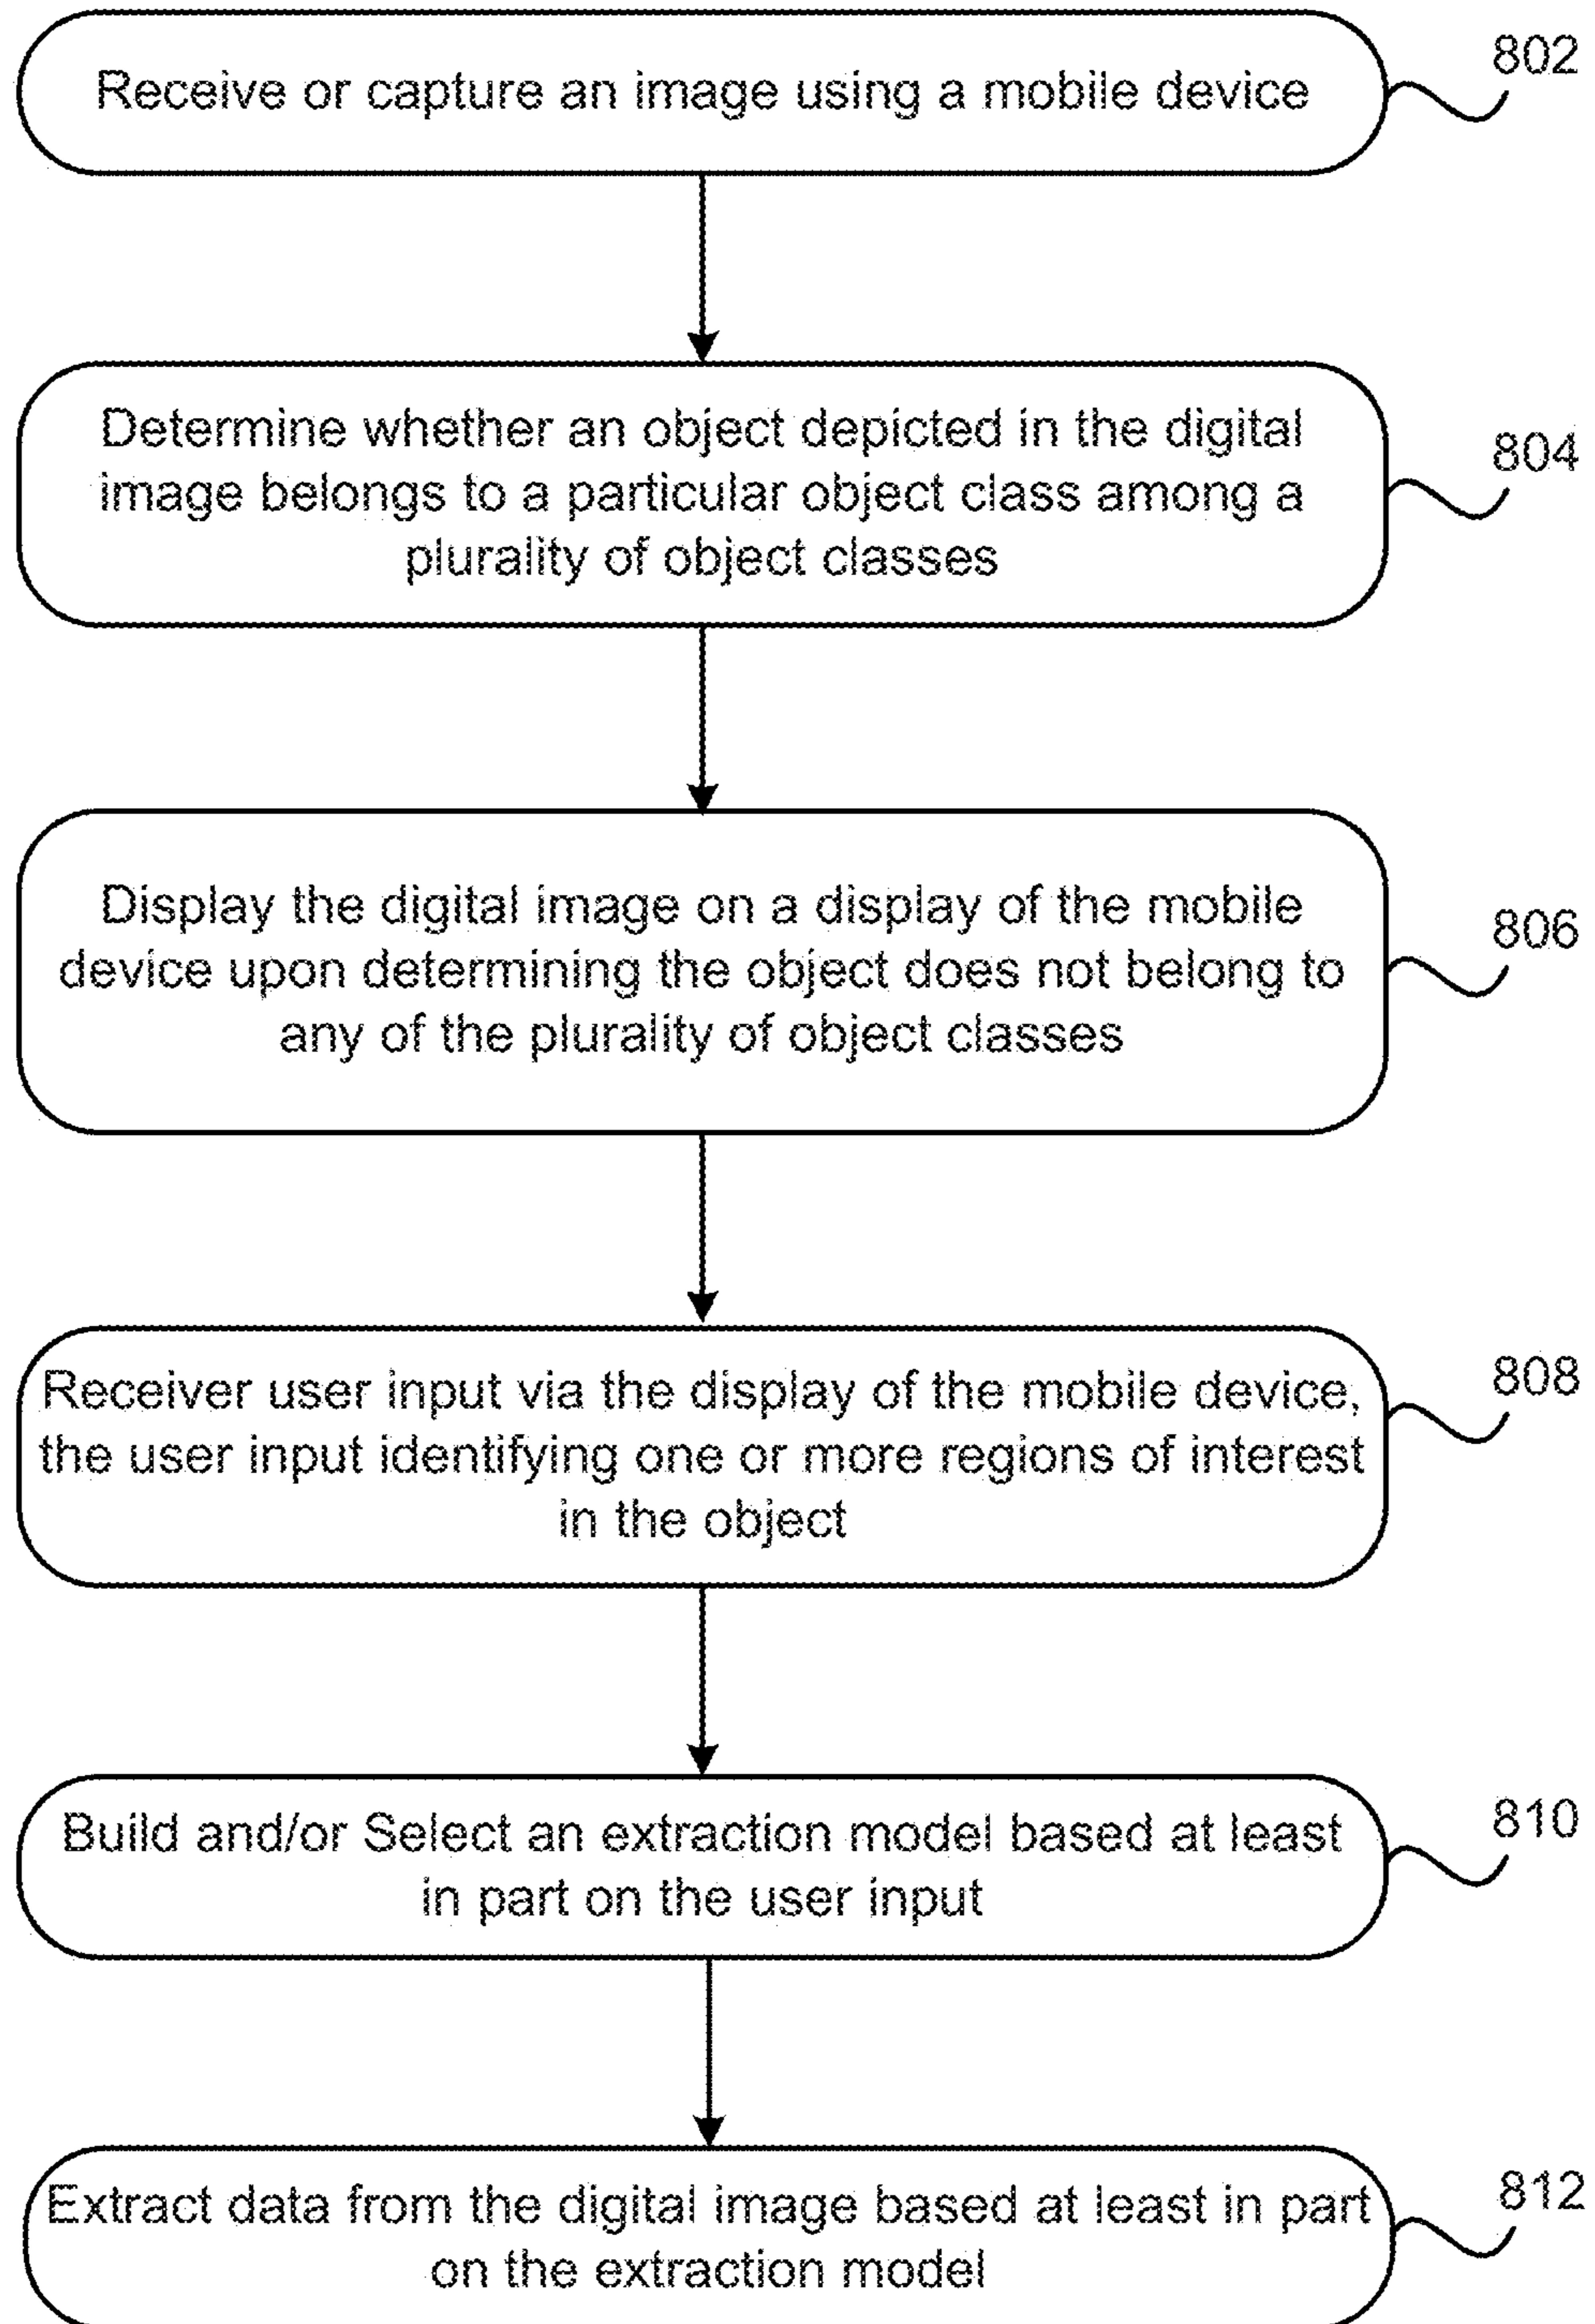 Receive or capture an image using a mobile device
802
Determine whether an object depicted in the digital
image belongs to a particular object class among a
plurality of object classes
804
Display the digital image on a display of the mobile
device upon determining the object does not belong to
any of the plurality of object classes
806
Receiver user input via the display of the mobile device,
the user input identifying one or more regions of interest
in the object
808
Build and/or Select an extraction model based at least
in part on the user input
810
Extract data from the digital image based at least in part
on the extraction model
812